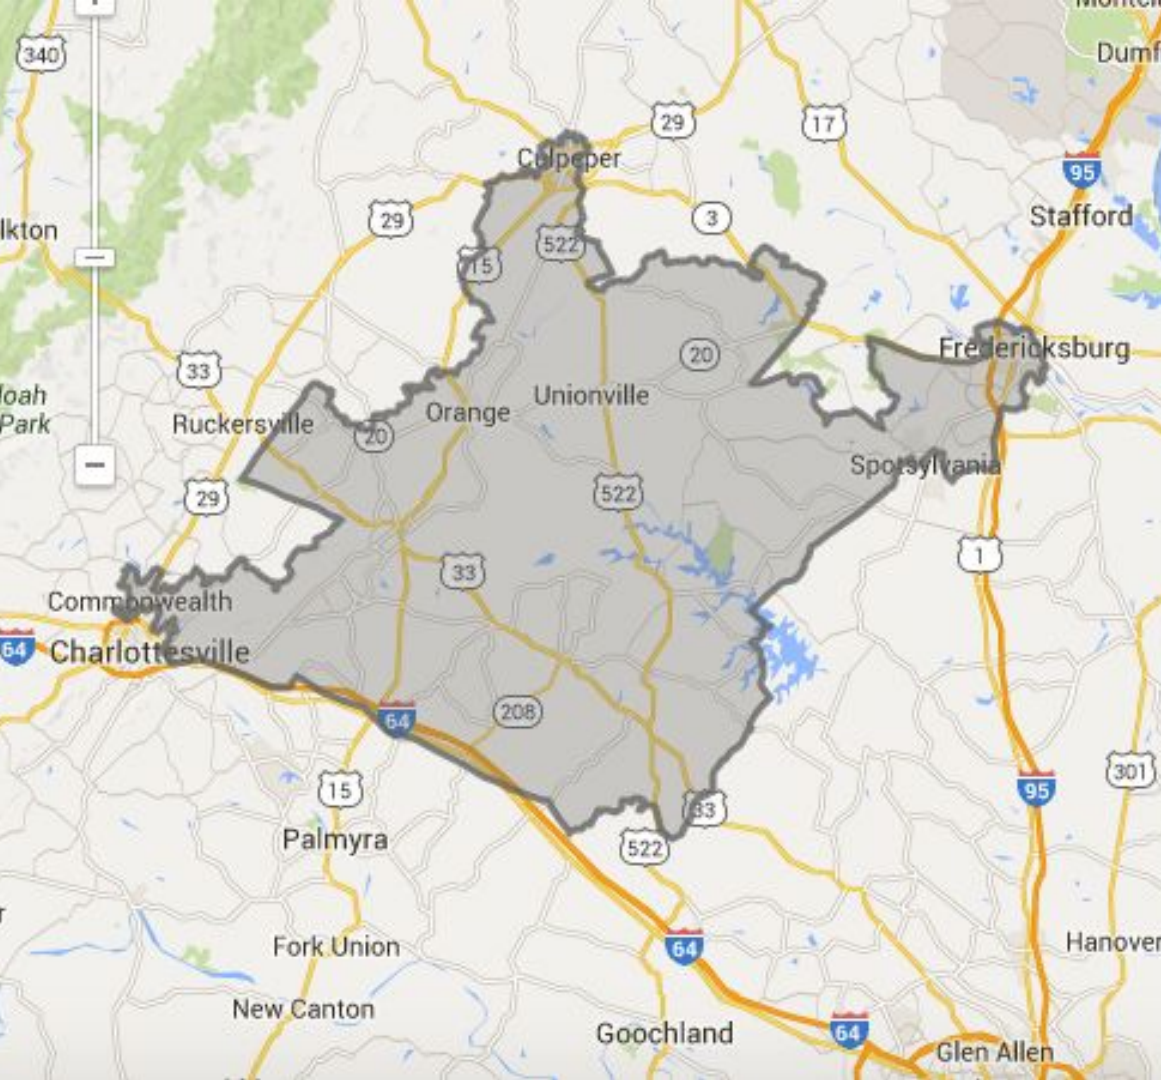 340
Dumf
29
17
95
Culpeper
Stafford
3
29
lkton
522
15
20
33
Fredericksburg
loah
Park
Unionville
Orange
Ruckersville
20
Spotsylvania
29
522
1
33
Commonwealth
64
Charlottesville
208
64
15
95
301
33
Palmyra
522
Fork Union
64
Hanover
New Canton
Goochland
64
Glen Allen